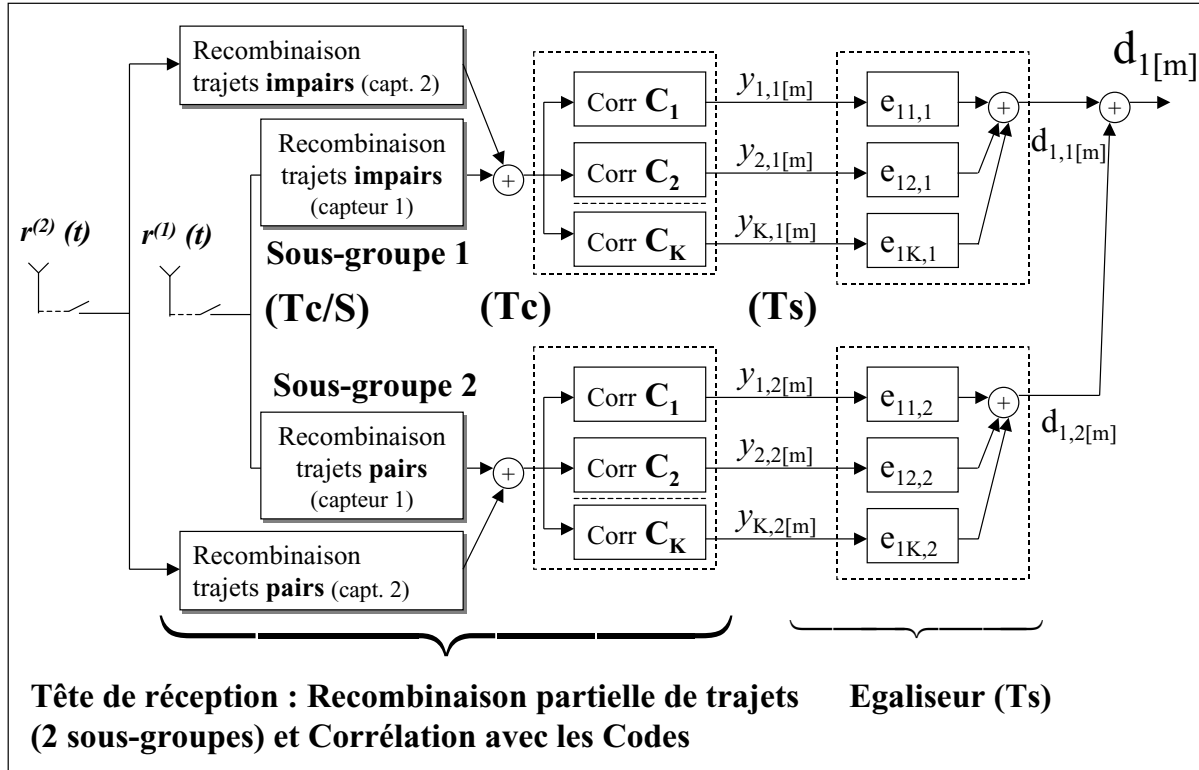 Recombinaison
trajets impairs (capt. 2)
Recombinaison
trajets impairs
(capteur 1)
Sous-groupe 1
r(2) (t)
r(1) (t)
(Tc/S)
(Tc)
(Ts)
+
Corr C1
Corr C2
Corr CK
y1,1[m]
y2,1[m]
yK,1[m]
e11,1
e12,1
e1K,1
+
d1,1[m]
+
d1[m]
Sous-groupe 2
Recombinaison
trajets pairs
(capteur 1)
Recombinaison
trajets pairs (capt. 2)
+
Corr C1
Corr C2
Corr CK
y1,2[m]
y2,2[m]
yK,2[m]
e11,2
e12,2
e1K,2
+
d1,2[m]
Tête de réception : Recombinaison partielle de trajets
(2 sous-groupes) et Corrélation avec les Codes
Egaliseur (Ts)